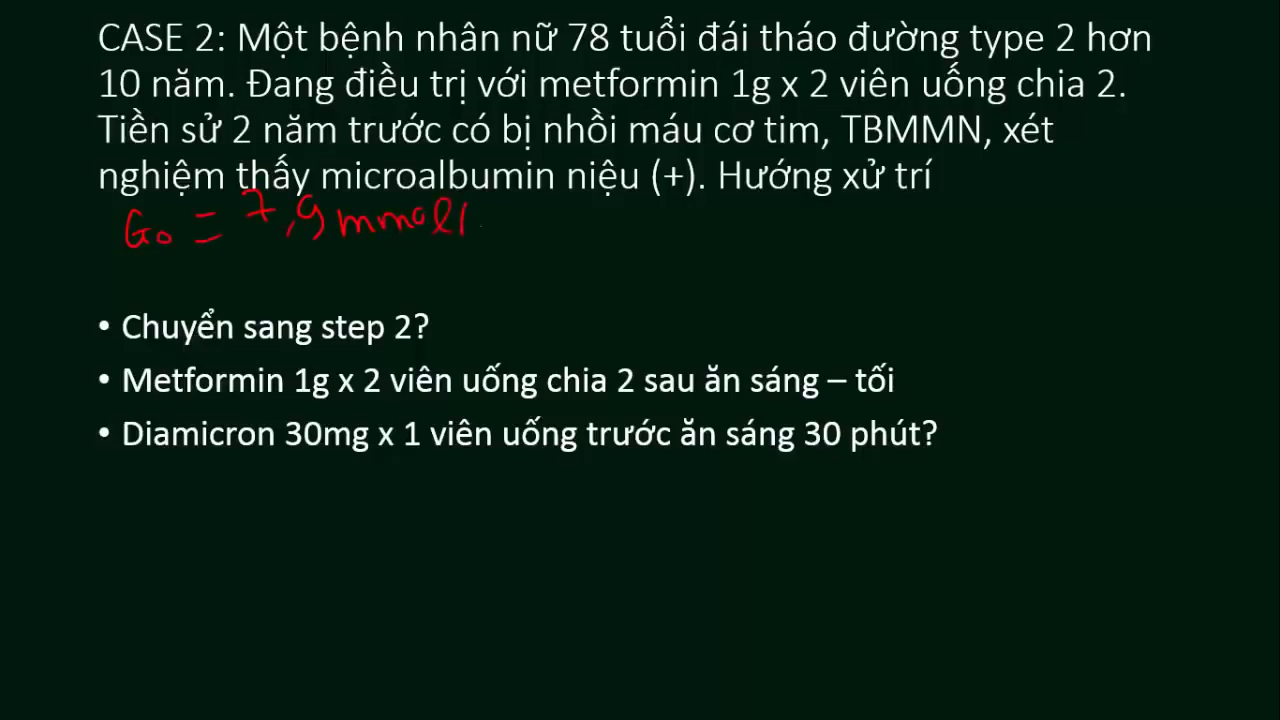 CASE 2: Một bệnh nhân nữ 78 tuổi đái tháo đường type 2 hơn
10 năm. Đang điều trị với metformin 1g x 2 viên uống chia 2.
Tiền sử 2 năm trước có bị nhồi máu cơ tim, TBMMN, xét
nghiệm thấy microalbumin niệu (+). Hướng xử trí
Go = 7,9 mmol/
• Chuyển sang step 2?
• Metformin 1g x 2 viên uống chia 2 sau ăn sáng – tối
• Diamicron 30mg x 1 viên uống trước ăn sáng 30 phút?